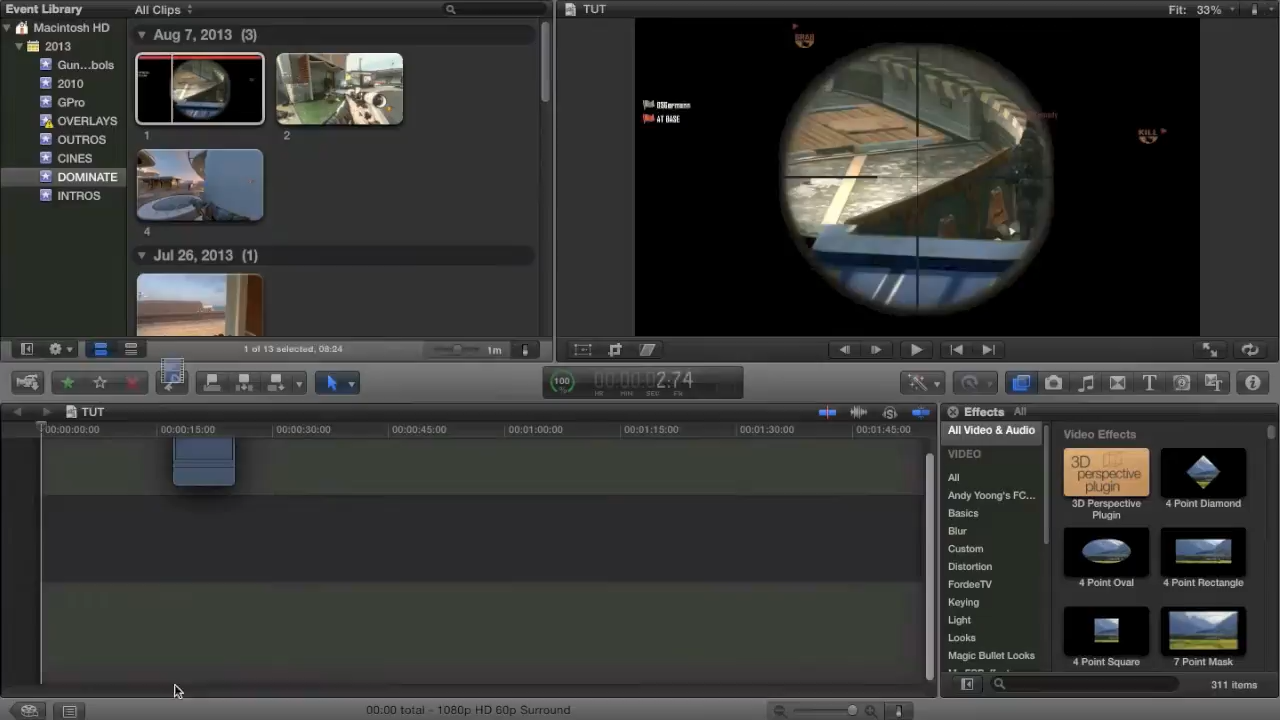 Event Library
All Clips
TUT
Fit: 33%
Macintosh HD
2013
Gun...bols
2010
GPro
OVERLAYS
OUTROS
CINES
DOMINATE
INTROS
Aug 7, 2013 (3)
1
2
4
Jul 26, 2013 (1)
1 of 13 selected, 08:24
1m
AT BASE
KILL
100
00:00:02:74
HR MIN SEC FR
TUT
00:00:00:00
00:00:15:00
00:00:30:00
00:00:45:00
00:01:00:00
00:01:15:00
00:01:30:00
00:01:45:00
Effects All
All Video & Audio
VIDEO
All
Andy Yoong's FC...
Basics
Blur
Custom
Distortion
FordeeTV
Keying
Light
Looks
Magic Bullet Looks
Video Effects
3D perspective plugin
3D Perspective Plugin
4 Point Diamond
4 Point Oval
4 Point Rectangle
4 Point Square
7 Point Mask
311 items
00:00 total - 1080p HD 60p Surround